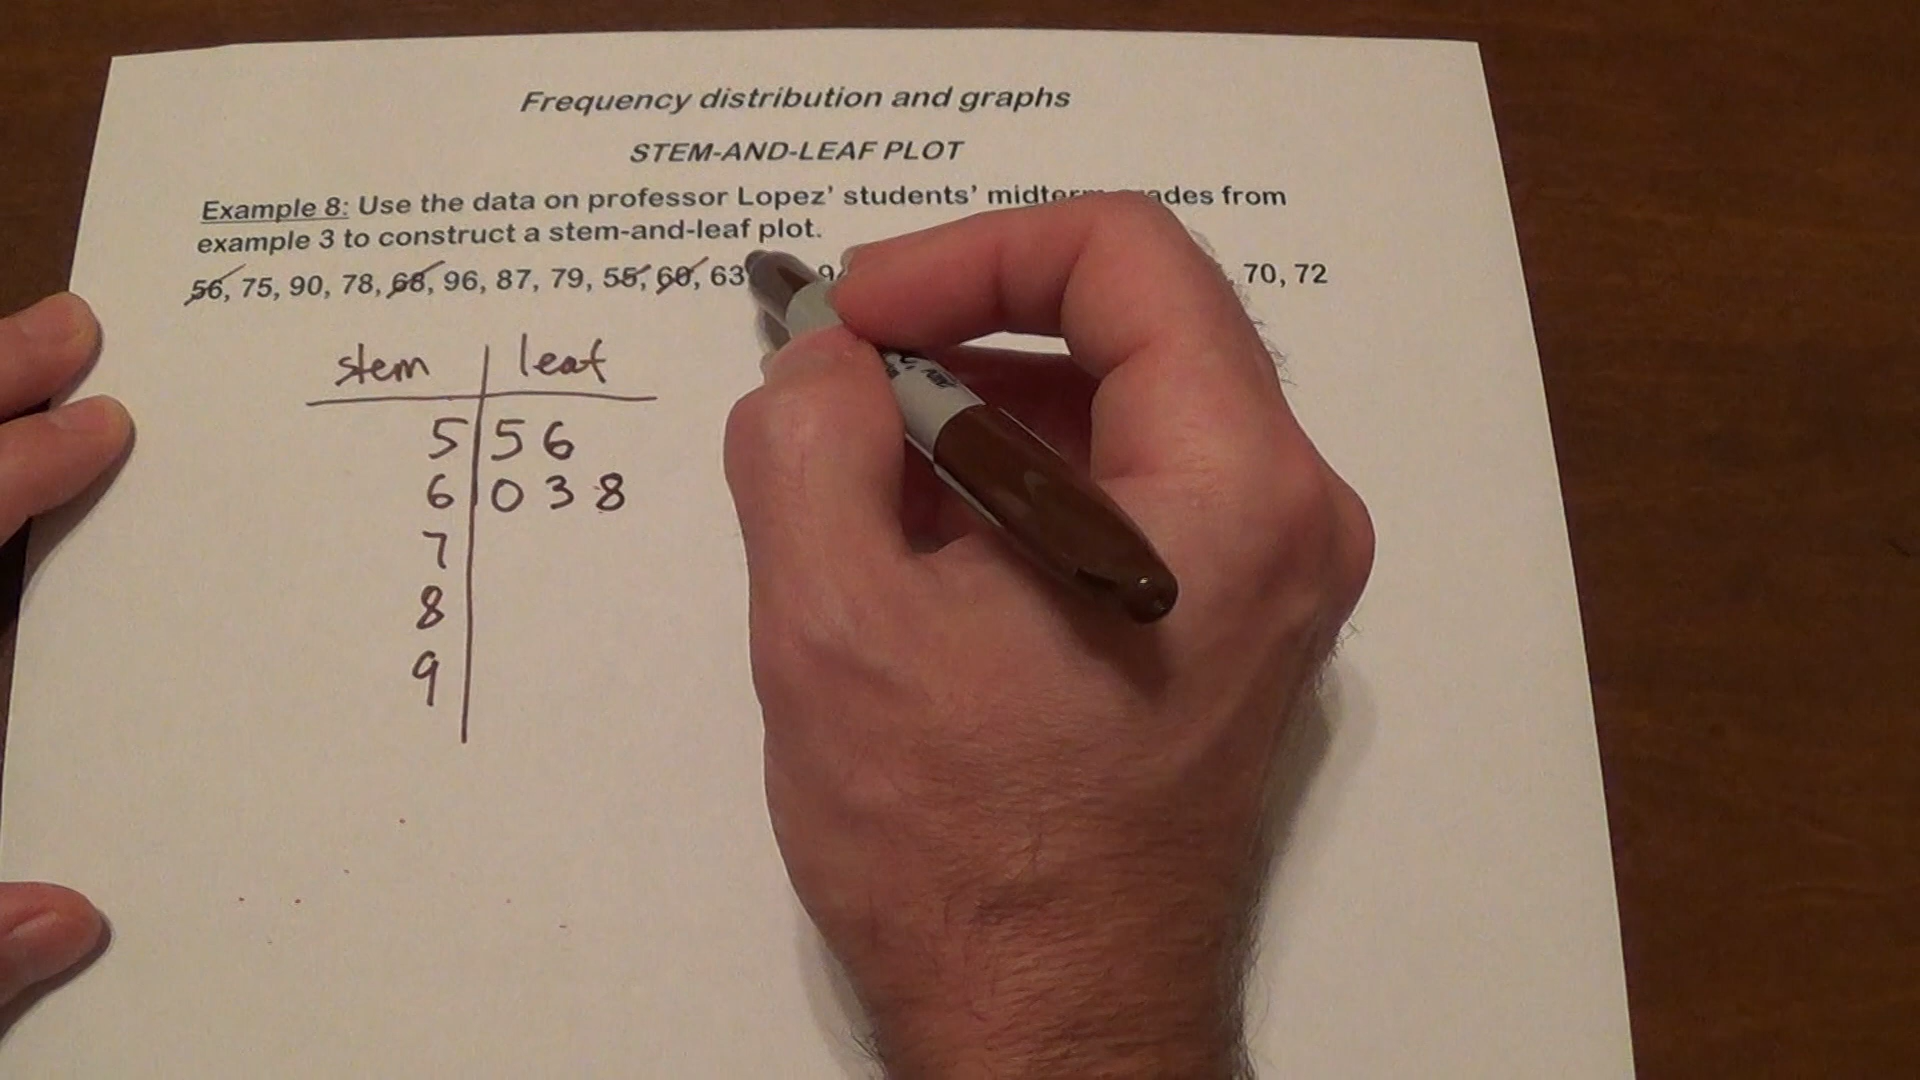 Frequency distribution and graphs
STEM-AND-LEAF PLOT
Example 8: Use the data on professor Lopez' students' midterm grades from
example 3 to construct a stem-and-leaf plot.
56, 75, 90, 78, 68, 96, 87, 79, 55, 60, 63 70, 72
stem leaf
5 5 6
6 0 3 8
7
8
9